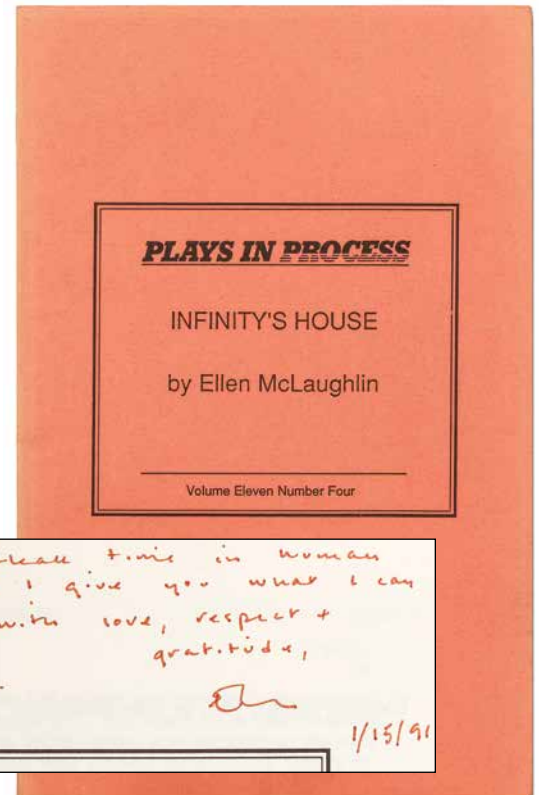 PLAYS IN PROCESS
INFINITY'S HOUSE
by Ellen McLaughlin
Volume Eleven Number Four
time in human
I give you what I can
with love, respect +
gratitude,
1/15/91